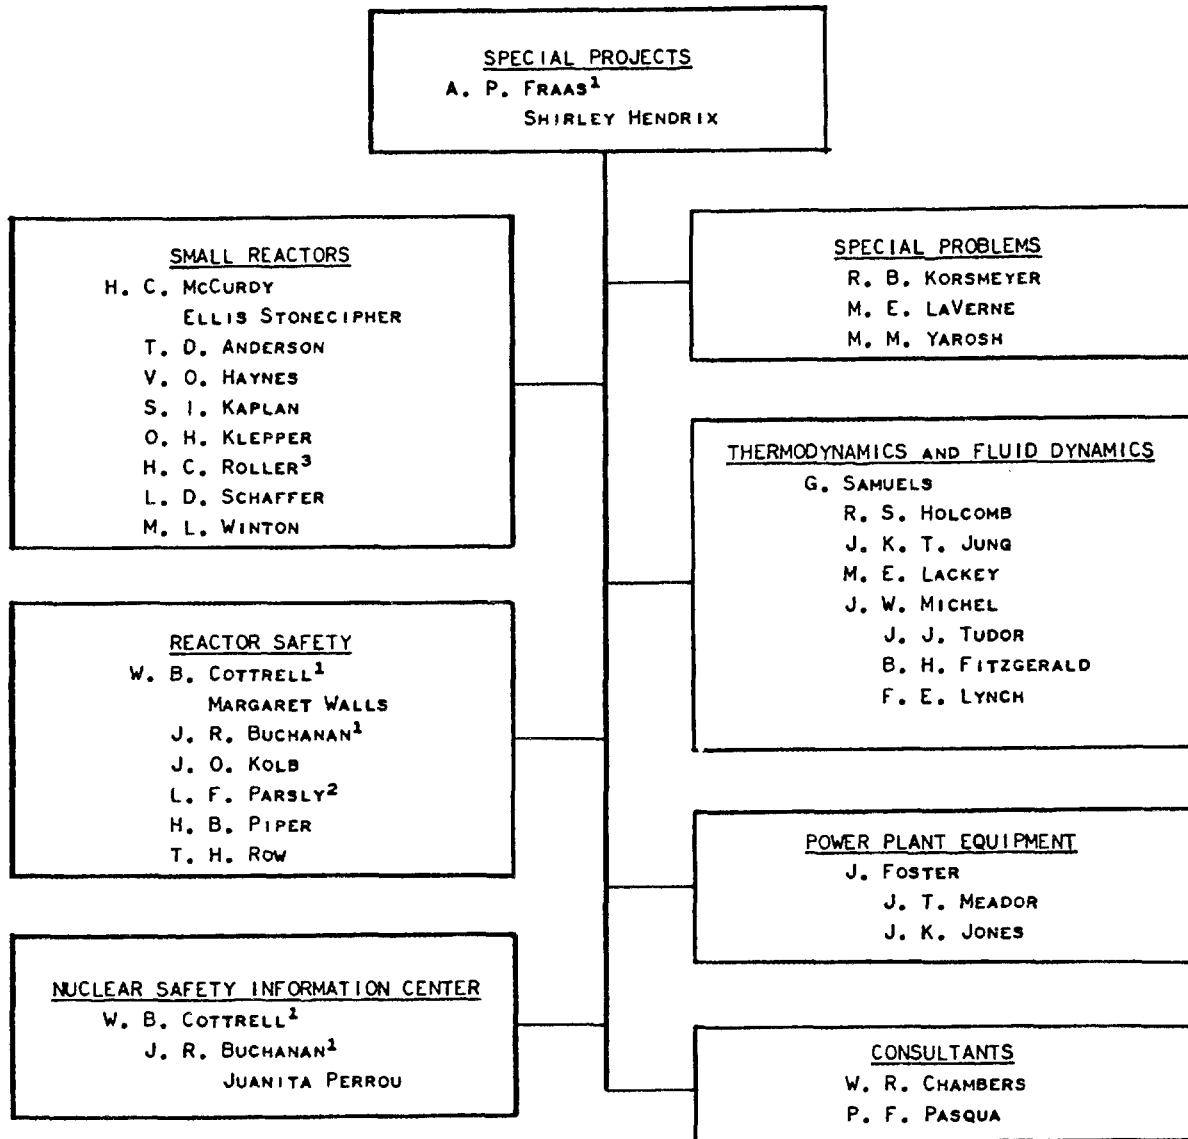 SPECIAL PROJECTS
A. P. FRAAS¹
SHIRLEY HENDRIX
SMALL REACTORS
H. C. MCCURDY
ELLIS STONECIPHER
T. D. ANDERSON
V. O. HAYNES
S. I. KAPLAN
O. H. KLEPPER
H. C. ROLLER³
L. D. SCHAFFER
M. L. WINTON
REACTOR SAFETY
W. B. COTTRELL¹
MARGARET WALLS
J. R. BUCHANAN¹
J. O. KOLB
L. F. PARSLY²
H. B. PIPER
T. H. ROW
NUCLEAR SAFETY INFORMATION CENTER
W. B. COTTRELL¹
J. R. BUCHANAN¹
JUANITA PERROU
SPECIAL PROBLEMS
R. B. KORSMEYER
M. E. LAVERNE
M. M. YAROSH
THERMODYNAMICS AND FLUID DYNAMICS
G. SAMUELS
R. S. HOLCOMB
J. K. T. JUNG
M. E. LACKEY
J. W. MICHEL
J. J. TUDOR
B. H. FITZGERALD
F. E. LYNCH
POWER PLANT EQUIPMENT
J. FOSTER
J. T. MEADOR
J. K. JONES
CONSULTANTS
W. R. CHAMBERS
P. F. PASQUA